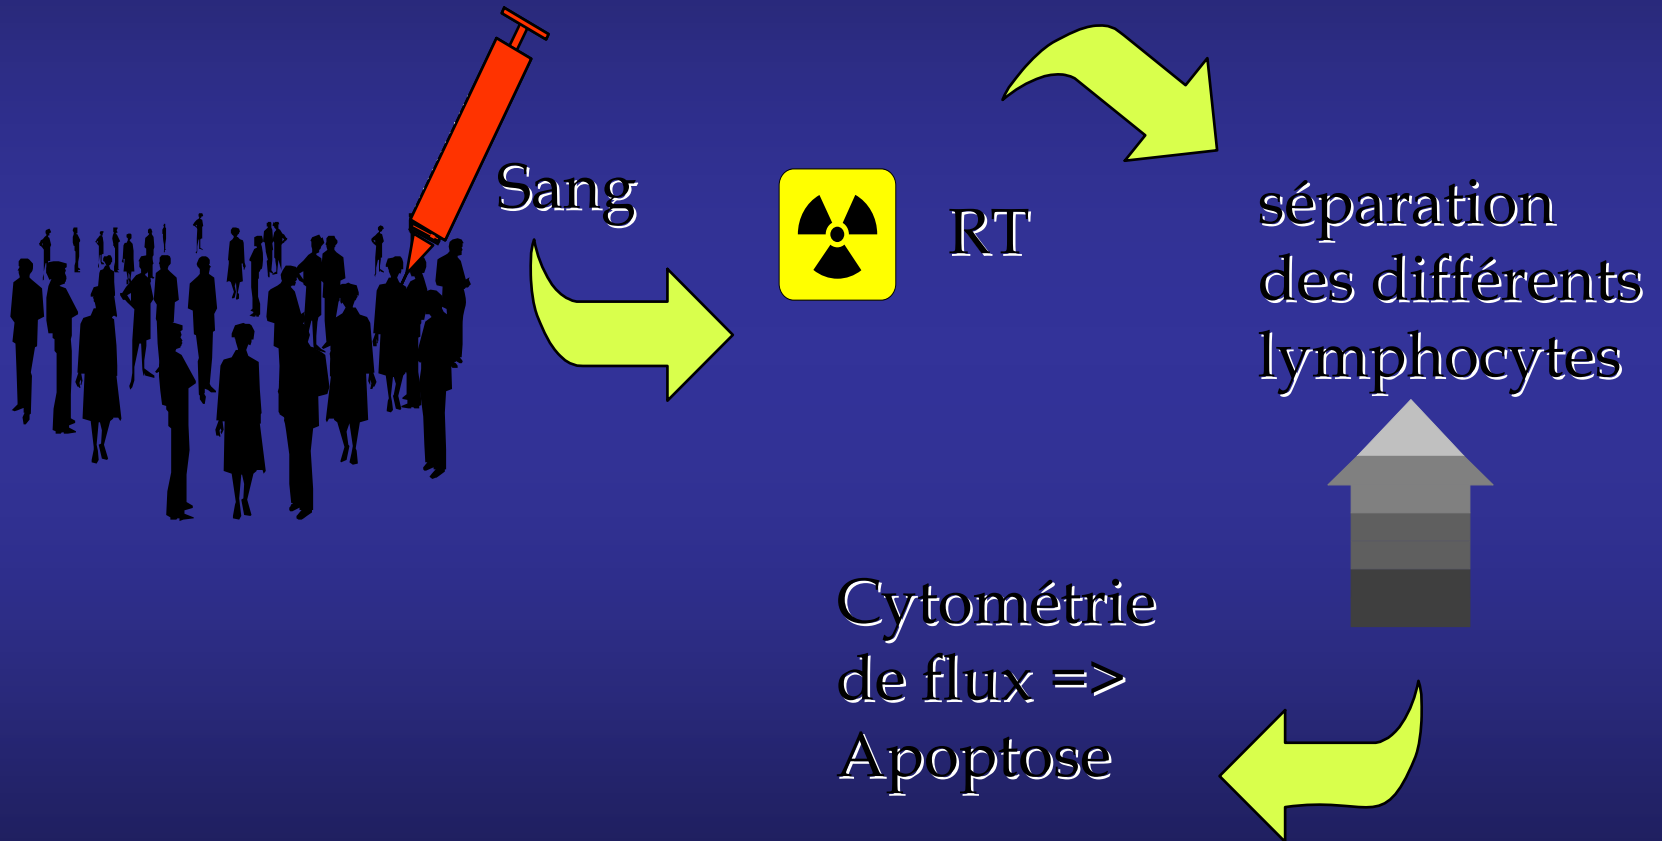 Sang
RT
séparation
des différents
lymphocytes
Cytométrie
de flux =>
Apoptose